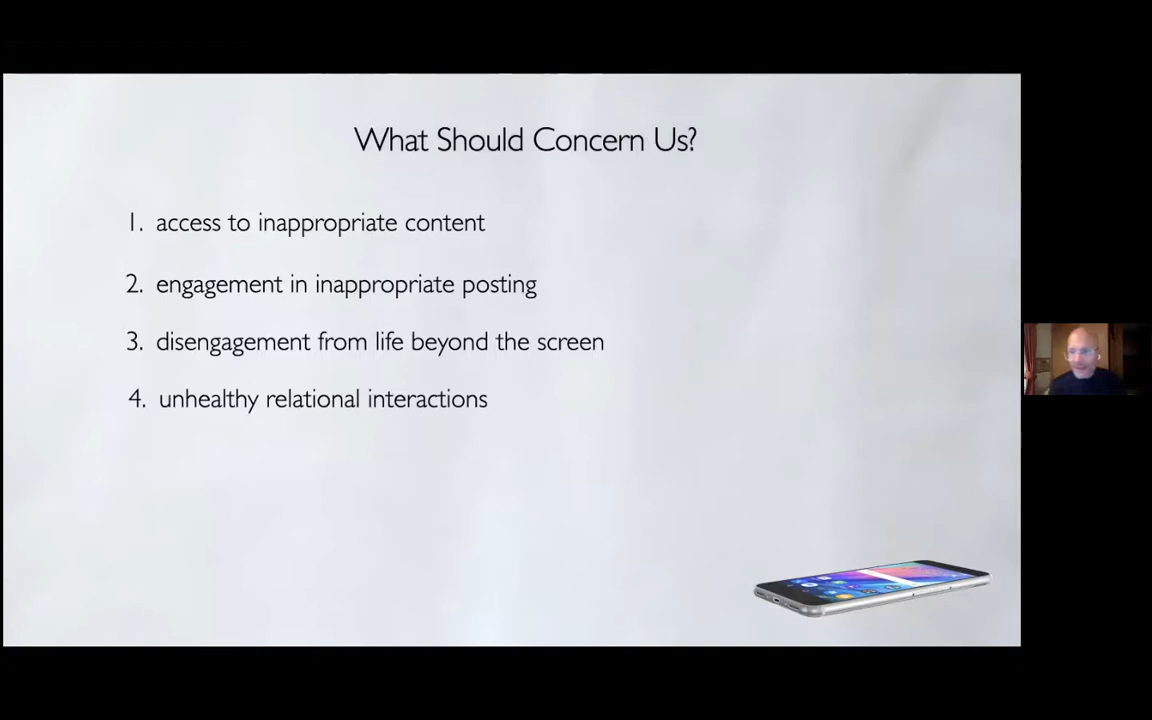 What Should Concern Us?
1. access to inappropriate content
2. engagement in inappropriate posting
3. disengagement from life beyond the screen
4. unhealthy relational interactions